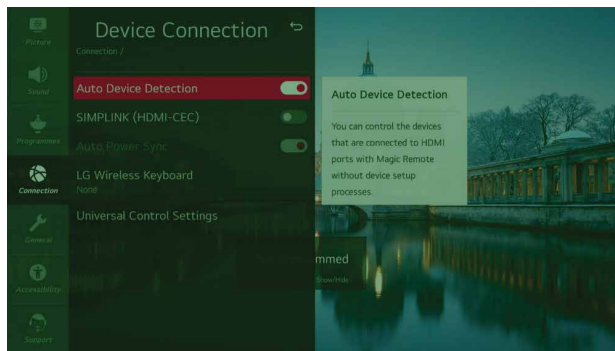 Picture
Sound
Programmes
Connection
General
Accessibility
Support
Device Connection
Connection /
Auto Device Detection
SIMPLINK (HDMI-CEC)
Auto Power Sync
LG Wireless Keyboard
None
Universal Control Settings
Auto Device Detection
You can control the devices
that are connected to HDMI
ports with Magic Remote
without device setup
processes.
mmed
Show/Hide